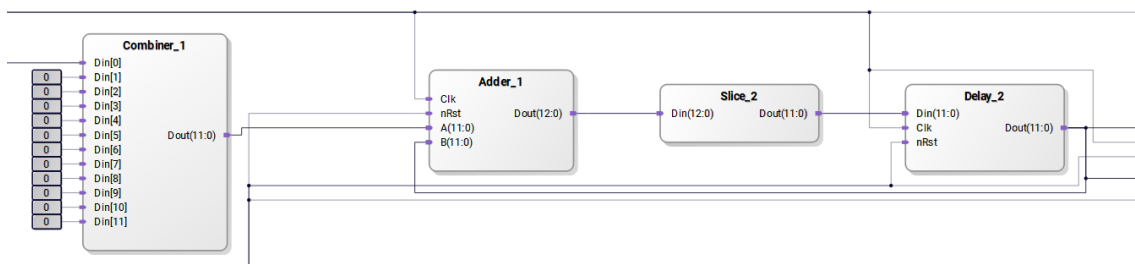 Combiner_1
Din[0]
0 Din[1]
0 Din[2]
0 Din[3]
0 Din[4]
0 Din[5] Dout(11:0)
0 Din[6]
0 Din[7]
0 Din[8]
0 Din[9]
0 Din[10]
0 Din[11]
Adder_1
Clk
nRst Dout(12:0)
A(11:0)
B(11:0)
Slice_2
Din(12:0) Dout(11:0)
Delay_2
Din(11:0)
Clk Dout(11:0)
nRst